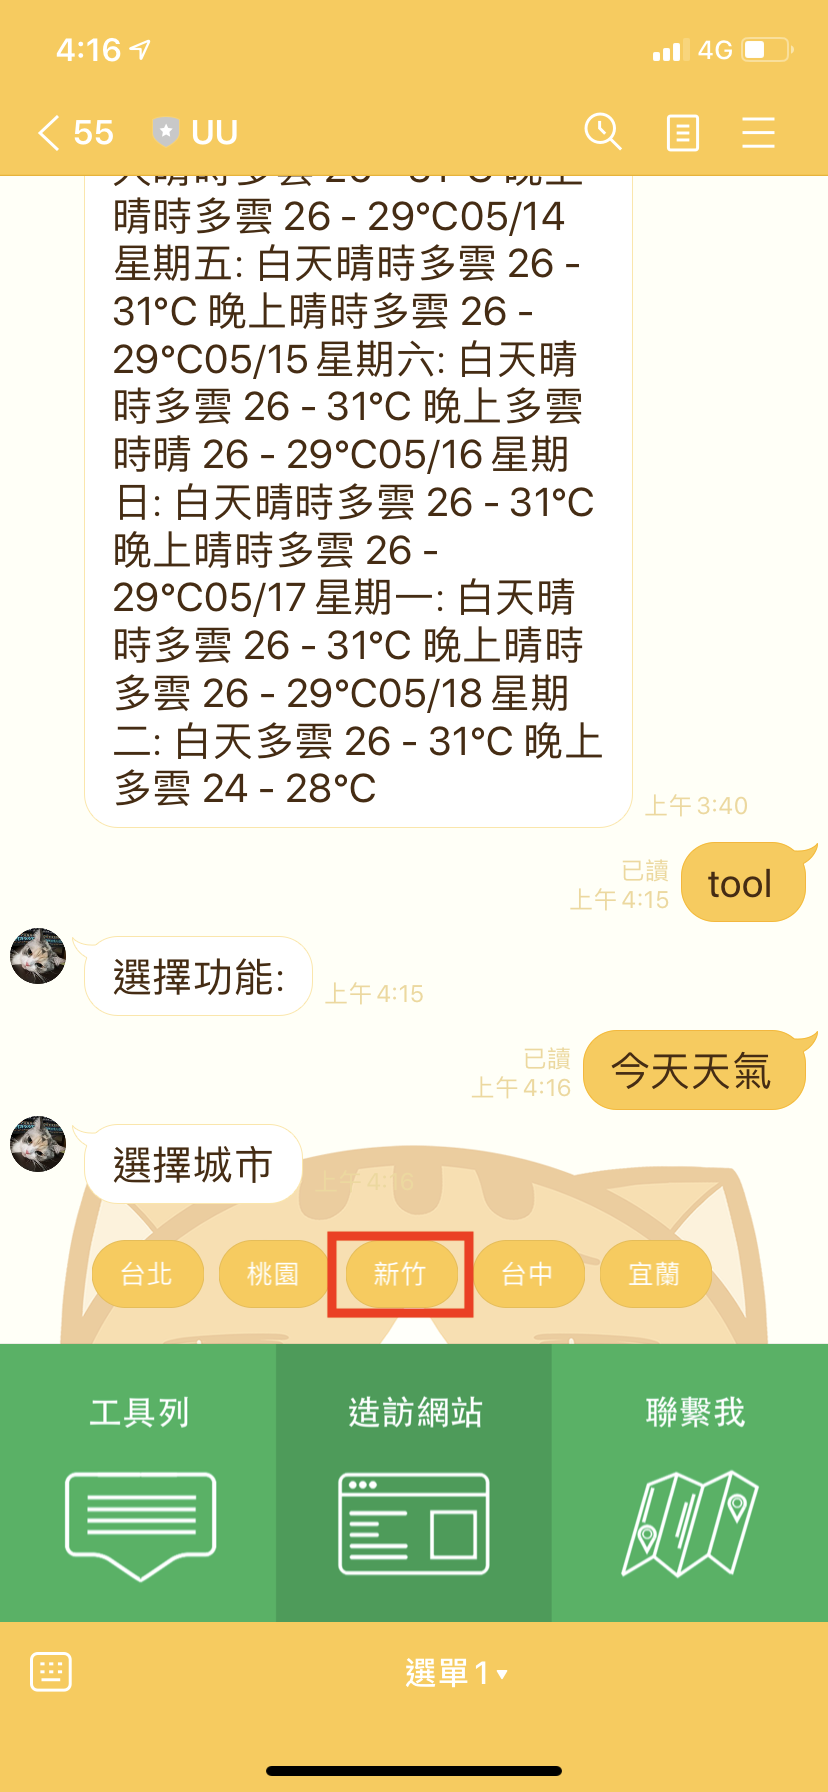 4:16
4G
55
UU
晴時多雲 26 - 29°C05/14
星期五: 白天晴時多雲 26 -
31°C 晚上晴時多雲 26 -
29°C05/15 星期六: 白天晴
時多雲 26 - 31°C 晚上多雲
時晴 26 - 29°C05/16 星期
日: 白天晴時多雲 26 - 31°C
晚上晴時多雲 26 -
29°C05/17 星期一: 白天晴
時多雲 26 - 31°C 晚上晴時
多雲 26 - 29°C05/18 星期
二: 白天多雲 26 - 31°C 晚上
多雲 24 - 28°C
上午 3:40
已讀
上午 4:15
tool
選擇功能:
上午 4:15
已讀
上午 4:16
今天天氣
選擇城市
上午 4:16
台北
桃園
新竹
台中
宜蘭
工具列
造訪網站
聯繫我
選單 1